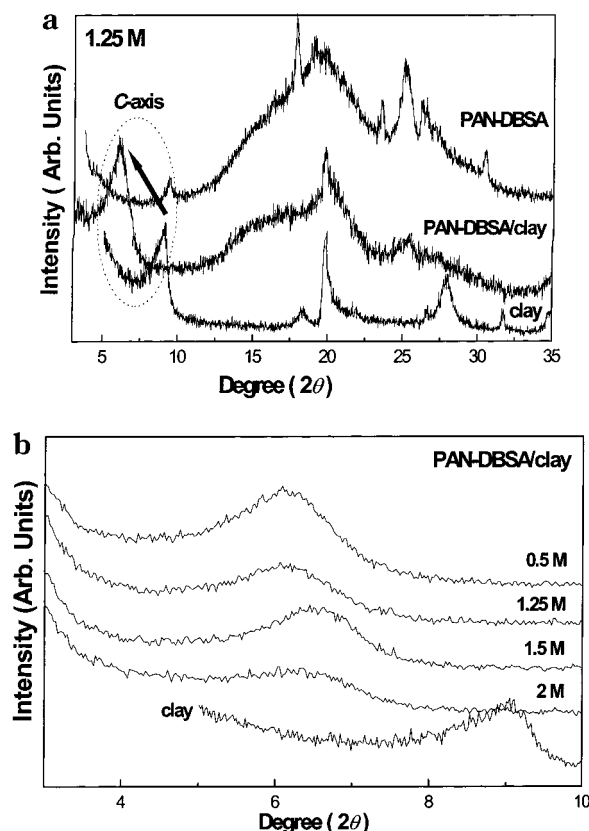 a
1.25 M
C-axis
PAN-DBSA
PAN-DBSA/clay
clay
Intensity ( Arb. Units)
5 10 15 20 25 30 35
Degree ( 2θ)
b
PAN-DBSA/clay
0.5 M
1.25 M
1.5 M
2 M
clay
Intensity (Arb. Units)
4 6 8 10
Degree ( 2θ)